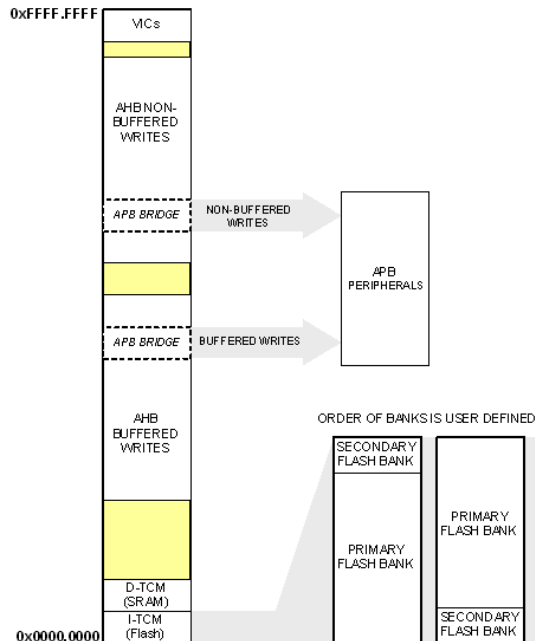 0xFFFF.FFFF
VICs
AHB NON-
BUFFERED
WRITES
APB BRIDGE
NON-BUFFERED
WRITES
APB
PERIPHERALS
APB BRIDGE
BUFFERED WRITES
AHB
BUFFERED
WRITES
ORDER OF BANKS IS USER DEFINED
SECONDARY
FLASH BANK
PRIMARY
FLASH BANK
PRIMARY
FLASH BANK
SECONDARY
FLASH BANK
D-TCM
(SRAM)
I-TCM
(Flash)
0x0000.0000